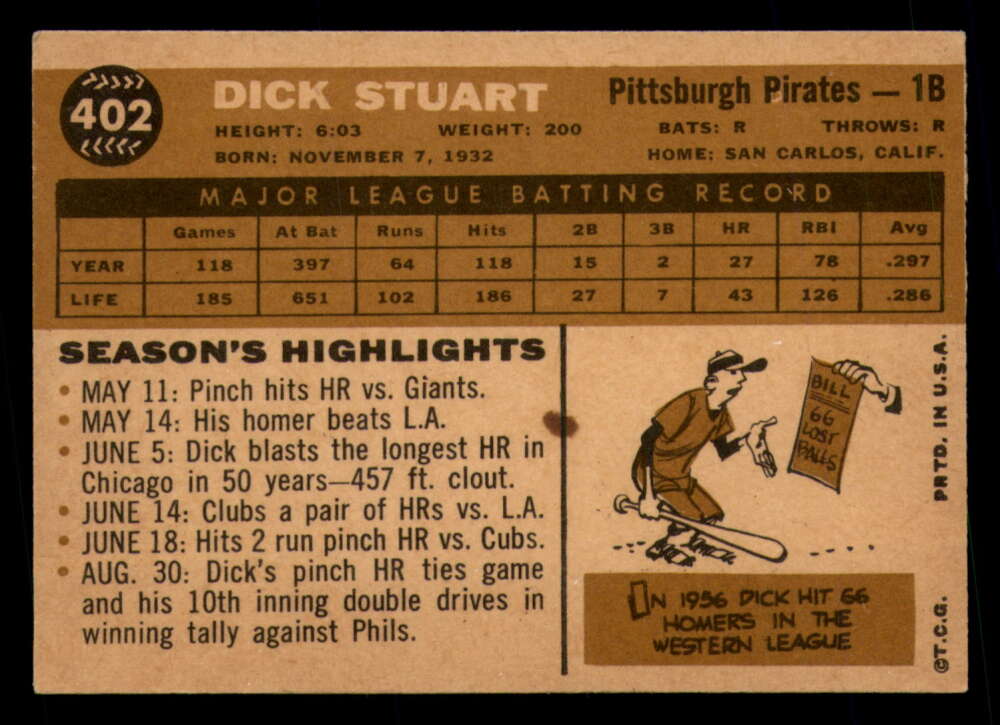 402
DICK STUART
Pittsburgh Pirates — 1B
HEIGHT: 6:03 WEIGHT: 200 BATS: R THROWS: R
BORN: NOVEMBER 7, 1932 HOME: SAN CARLOS, CALIF.
MAJOR LEAGUE BATTING RECORD
Games At Bat Runs Hits 2B 3B HR RBI Avg
YEAR 118 397 64 118 15 2 27 78 .297
LIFE 185 651 102 186 27 7 43 126 .286
SEASON'S HIGHLIGHTS
• MAY 11: Pinch hits HR vs. Giants.
• MAY 14: His homer beats L.A.
• JUNE 5: Dick blasts the longest HR in
Chicago in 50 years—457 ft. clout.
• JUNE 14: Clubs a pair of HRs vs. L.A.
• JUNE 18: Hits 2 run pinch HR vs. Cubs.
• AUG. 30: Dick's pinch HR ties game
and his 10th inning double drives in
winning tally against Phils.
BILL
66
LOST
BALLS
IN 1956 DICK HIT 66
HOMERS IN THE
WESTERN LEAGUE
©T.C.G. PRTD. IN U.S.A.